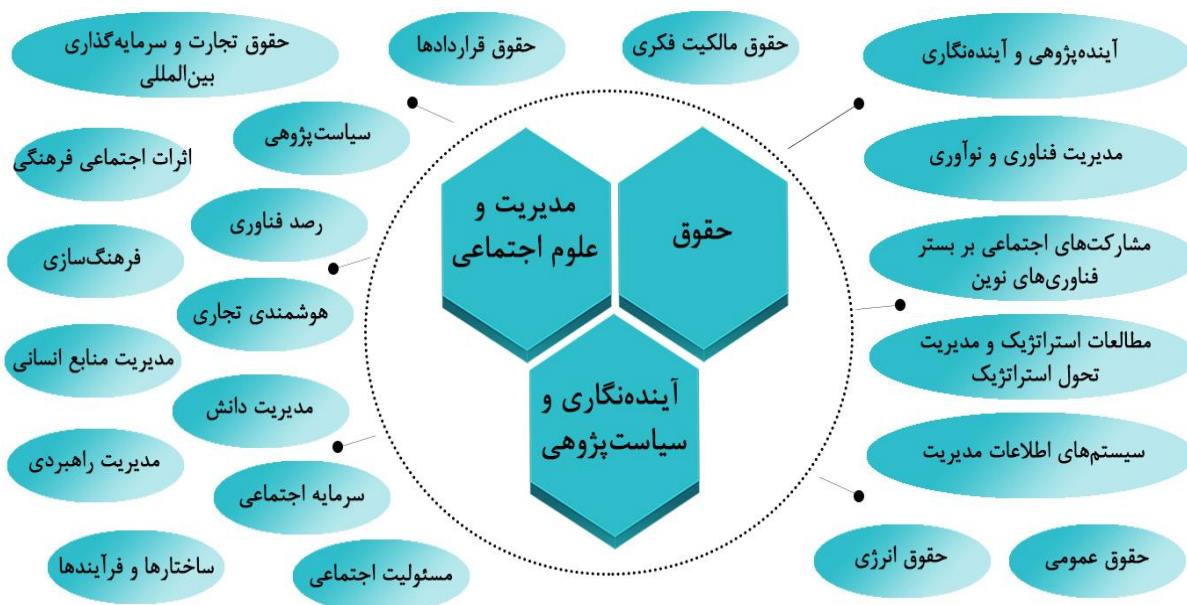 حقوق مالکیت فکری
حقوق قراردادها
حقوق تجارت و سرمایه‌گذاری
بین‌المللی
آینده‌پژوهی و آینده‌نگاری
مدیریت فناوری و نوآوری
مشارکت‌های اجتماعی بر بستر
فناوری‌های نوین
مطالعات استراتژیک و مدیریت
تحول استراتژیک
سیستم‌های اطلاعات مدیریت
حقوق عمومی
حقوق انرژی
حقوق
مدیریت و
علوم اجتماعی
آینده‌نگاری و
سیاست‌پژوهی
سیاست‌پژوهی
اثرات اجتماعی فرهنگی
رصد فناوری
فرهنگ‌سازی
هوشمندی تجاری
مدیریت منابع انسانی
مدیریت دانش
مدیریت راهبردی
سرمایه اجتماعی
ساختارها و فرآیندها
مسئولیت اجتماعی